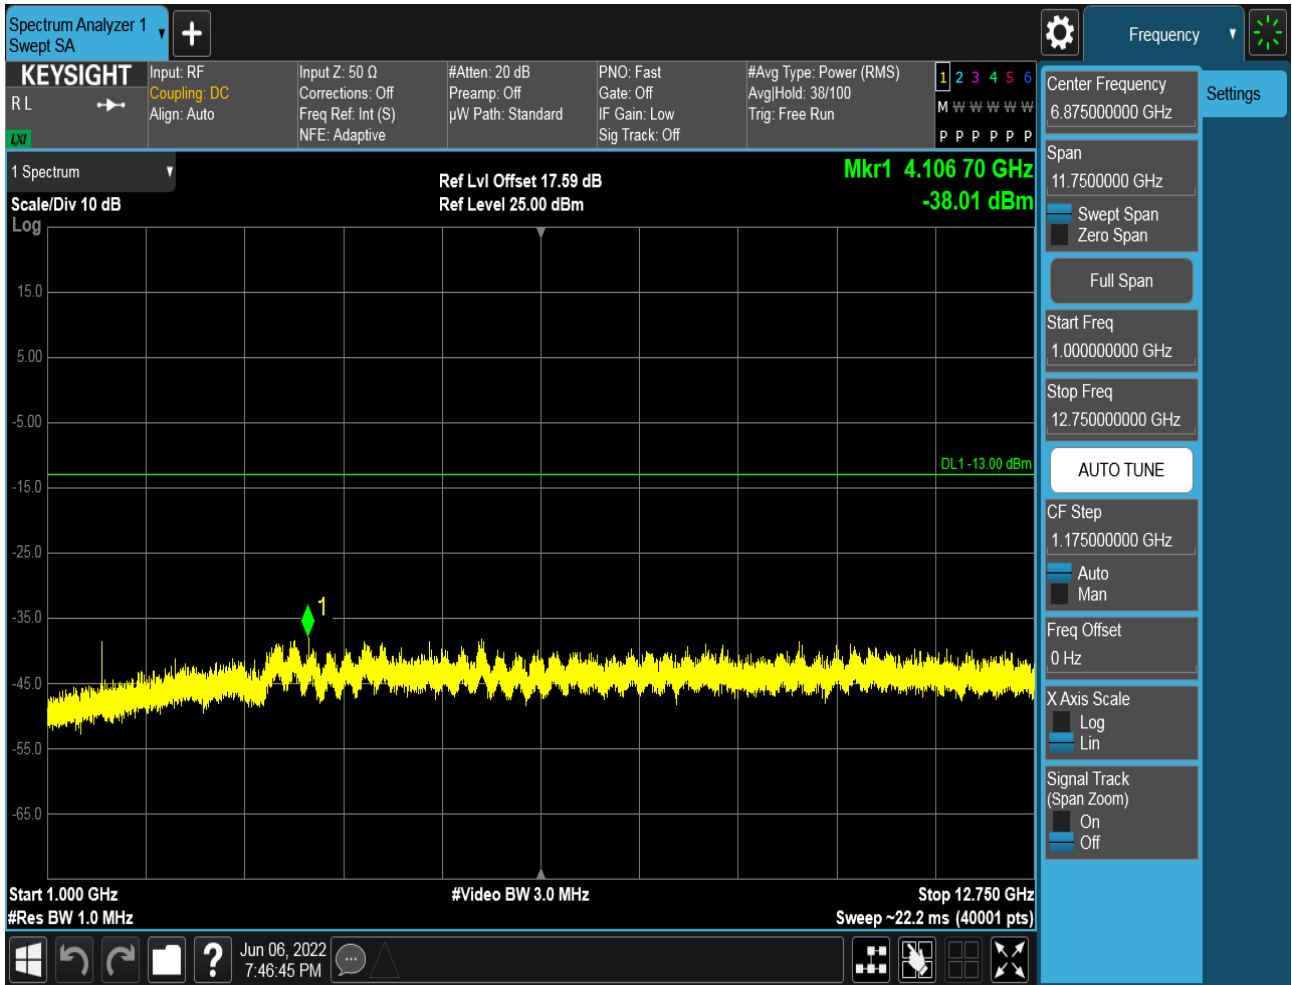 Spectrum Analyzer 1
Swept SA
Frequency
KEYSIGHT
R L
LXI
Input: RF
Coupling: DC
Align: Auto
Input Z: 50 Ω
Corrections: Off
Freq Ref: Int (S)
NFE: Adaptive
#Atten: 20 dB
Preamp: Off
µW Path: Standard
PNO: Fast
Gate: Off
IF Gain: Low
Sig Track: Off
#Avg Type: Power (RMS)
Avg|Hold: 38/100
Trig: Free Run
1 2 3 4 5 6
M W W W W W
P P P P P P
1 Spectrum
Scale/Div 10 dB
Log
Ref Lvl Offset 17.59 dB
Ref Level 25.00 dBm
Mkr1 4.106 70 GHz
-38.01 dBm
15.0
5.00
-5.00
DL1 -13.00 dBm
-15.0
-25.0
-35.0
1
-45.0
-55.0
-65.0
Start 1.000 GHz
#Res BW 1.0 MHz
#Video BW 3.0 MHz
Stop 12.750 GHz
Sweep ~22.2 ms (40001 pts)
Jun 06, 2022
7:46:45 PM
Center Frequency
6.875000000 GHz
Settings
Span
11.7500000 GHz
Swept Span
Zero Span
Full Span
Start Freq
1.000000000 GHz
Stop Freq
12.750000000 GHz
AUTO TUNE
CF Step
1.175000000 GHz
Auto
Man
Freq Offset
0 Hz
X Axis Scale
Log
Lin
Signal Track
(Span Zoom)
On
Off